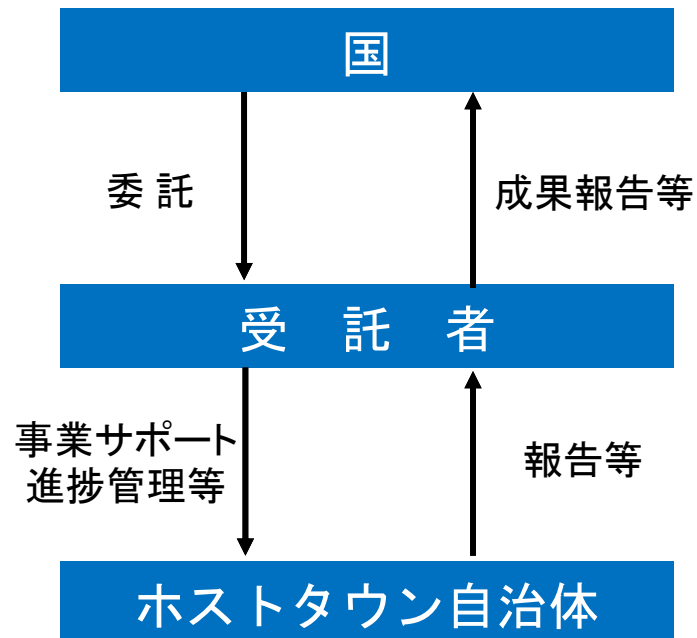 国
委 託
成果報告等
受 託 者
事業サポート
進捗管理等
報告等
ホストタウン自治体